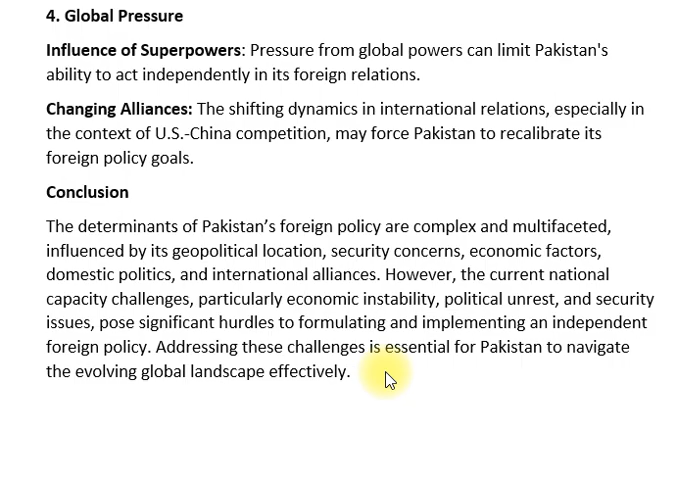 4. Global Pressure
Influence of Superpowers: Pressure from global powers can limit Pakistan's
ability to act independently in its foreign relations.
Changing Alliances: The shifting dynamics in international relations, especially in
the context of U.S.-China competition, may force Pakistan to recalibrate its
foreign policy goals.
Conclusion
The determinants of Pakistan’s foreign policy are complex and multifaceted,
influenced by its geopolitical location, security concerns, economic factors,
domestic politics, and international alliances. However, the current national
capacity challenges, particularly economic instability, political unrest, and security
issues, pose significant hurdles to formulating and implementing an independent
foreign policy. Addressing these challenges is essential for Pakistan to navigate
the evolving global landscape effectively.